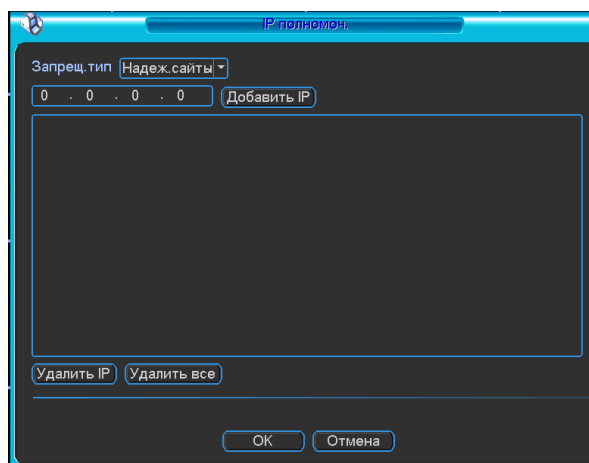 IP полномоч.
Запрещ.тип Надеж.сайты
0 . 0 . 0 . 0 Добавить IP
Удалить IP Удалить все
OK Отмена